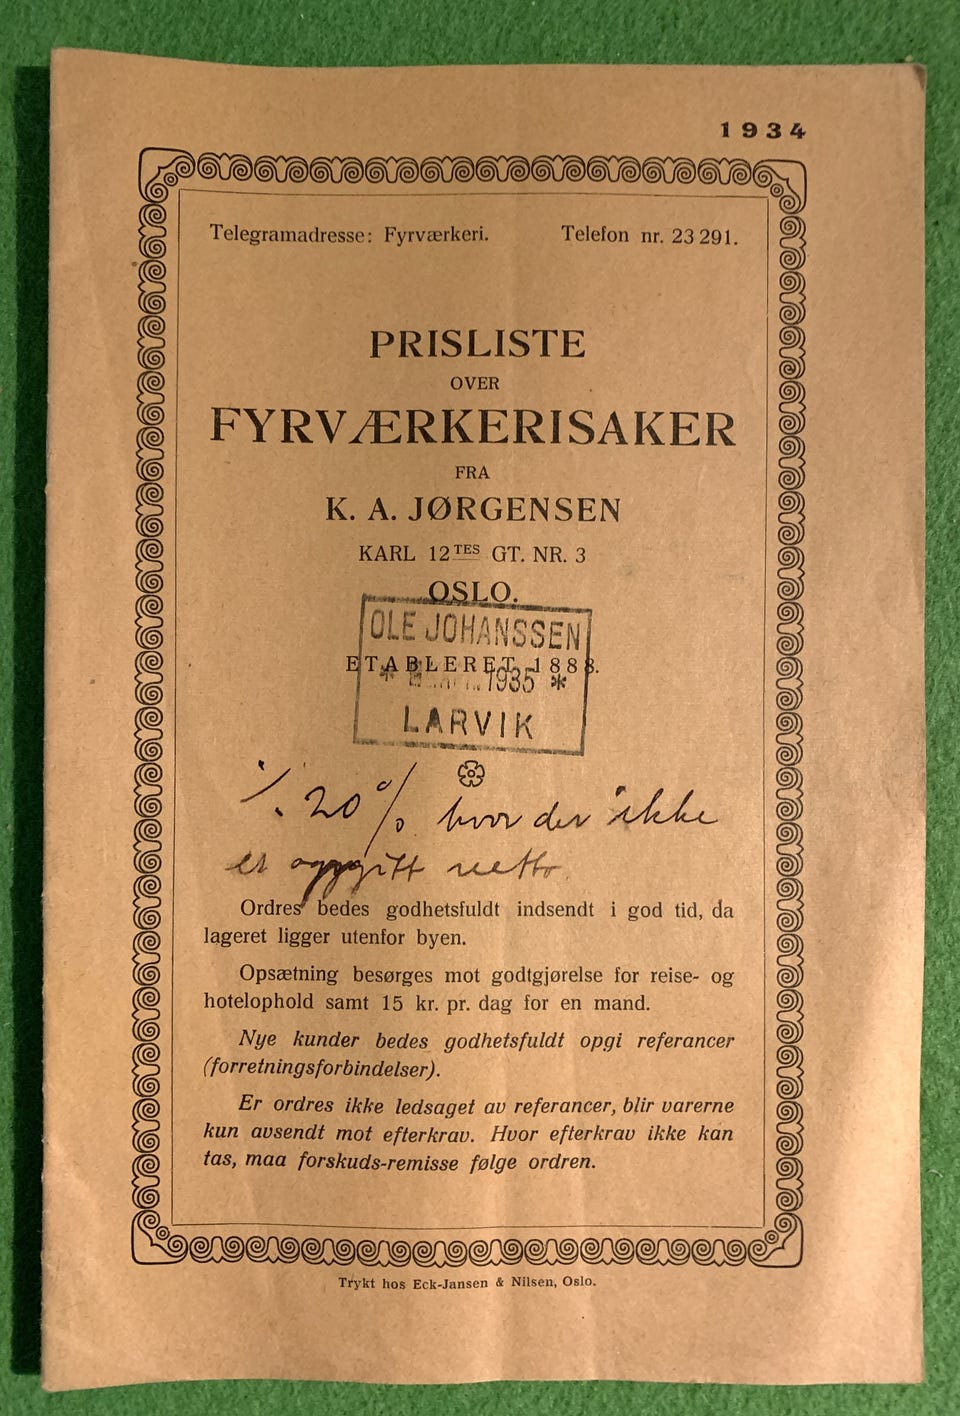 1934
Telegramadresse: Fyrværkeri. Telefon nr. 23 291.
PRISLISTE
OVER
FYRVÆRKERISAKER
FRA
K. A. JØRGENSEN
KARL 12TES GT. NR. 3
OSLO.
OLE JOHANSSEN
ETABLERET 1888.
* 1935 *
LARVIK
·/. 20 % hvor der ikke
er opgitt netto.
Ordres bedes godhetsfuldt indsendt i god tid, da
lageret ligger utenfor byen.
Opsætning besørges mot godtgjørelse for reise- og
hotelophold samt 15 kr. pr. dag for en mand.
Nye kunder bedes godhetsfuldt opgi referancer
(forretningsforbindelser).
Er ordres ikke ledsaget av referancer, blir varerne
kun avsendt mot efterkrav. Hvor efterkrav ikke kan
tas, maa forskuds-remisse følge ordren.
Trykt hos Eck-Jansen & Nilsen, Oslo.